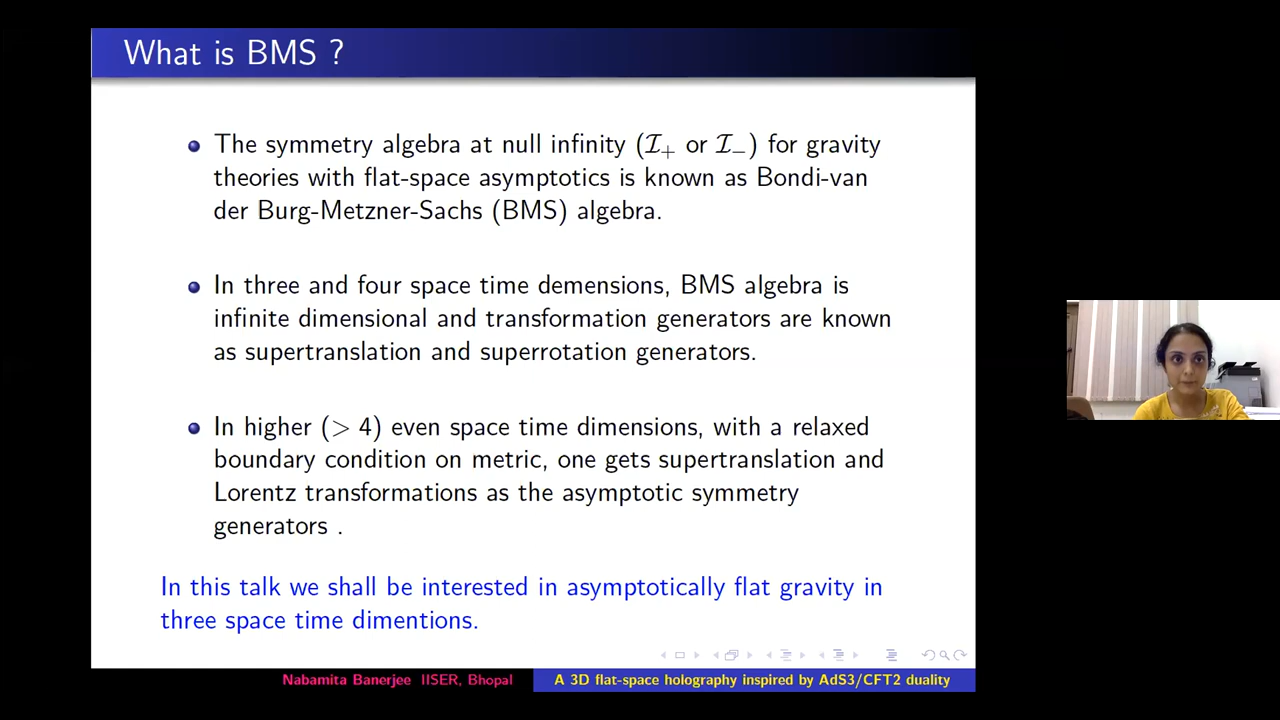 What is BMS ?
The symmetry algebra at null infinity (ℐ₊ or ℐ₋) for gravity
theories with flat-space asymptotics is known as Bondi-van
der Burg-Metzner-Sachs (BMS) algebra.
In three and four space time demensions, BMS algebra is
infinite dimensional and transformation generators are known
as supertranslation and superrotation generators.
In higher (> 4) even space time dimensions, with a relaxed
boundary condition on metric, one gets supertranslation and
Lorentz transformations as the asymptotic symmetry
generators .
In this talk we shall be interested in asymptotically flat gravity in
three space time dimentions.
Nabamita Banerjee IISER, Bhopal
A 3D flat-space holography inspired by AdS3/CFT2 duality